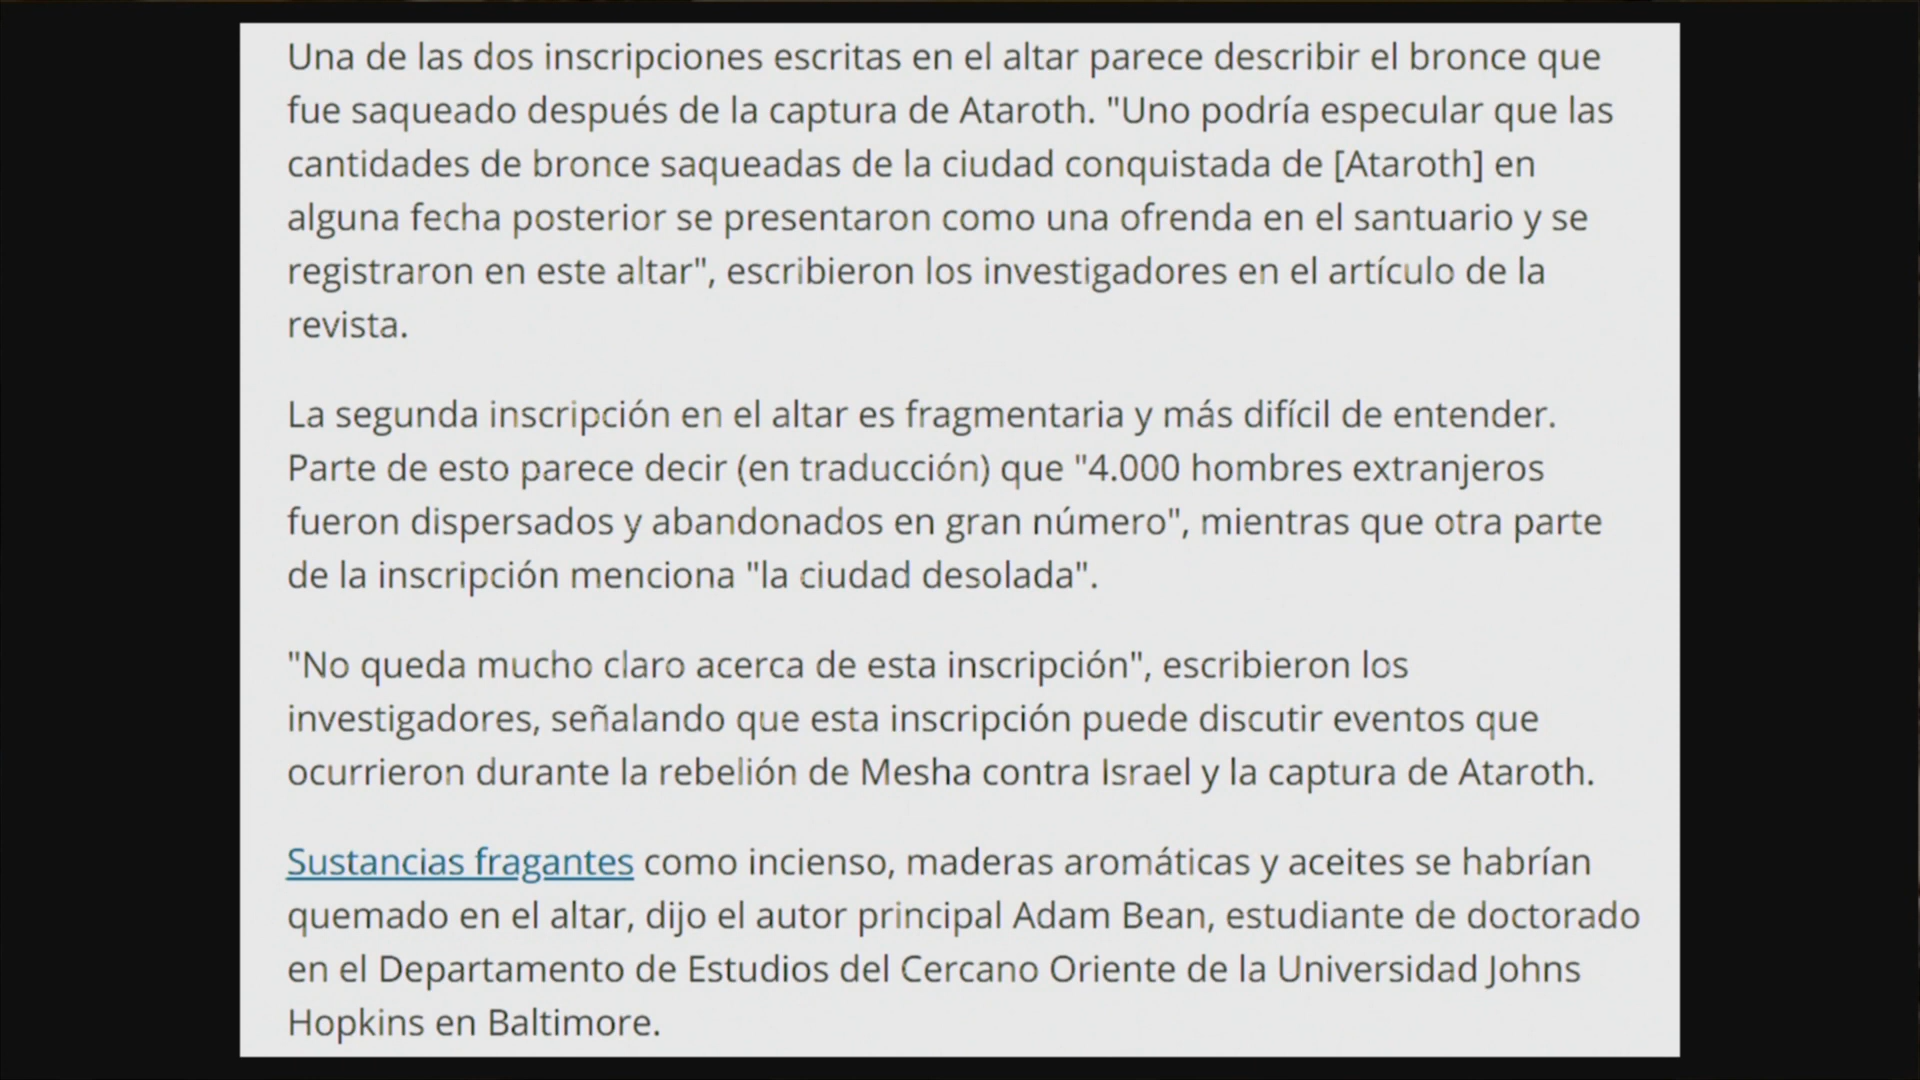 Una de las dos inscripciones escritas en el altar parece describir el bronce que
fue saqueado después de la captura de Ataroth. "Uno podría especular que las
cantidades de bronce saqueadas de la ciudad conquistada de [Ataroth] en
alguna fecha posterior se presentaron como una ofrenda en el santuario y se
registraron en este altar", escribieron los investigadores en el artículo de la
revista.
La segunda inscripción en el altar es fragmentaria y más difícil de entender.
Parte de esto parece decir (en traducción) que "4.000 hombres extranjeros
fueron dispersados y abandonados en gran número", mientras que otra parte
de la inscripción menciona "la ciudad desolada".
"No queda mucho claro acerca de esta inscripción", escribieron los
investigadores, señalando que esta inscripción puede discutir eventos que
ocurrieron durante la rebelión de Mesha contra Israel y la captura de Ataroth.
Sustancias fragantes como incienso, maderas aromáticas y aceites se habrían
quemado en el altar, dijo el autor principal Adam Bean, estudiante de doctorado
en el Departamento de Estudios del Cercano Oriente de la Universidad Johns
Hopkins en Baltimore.